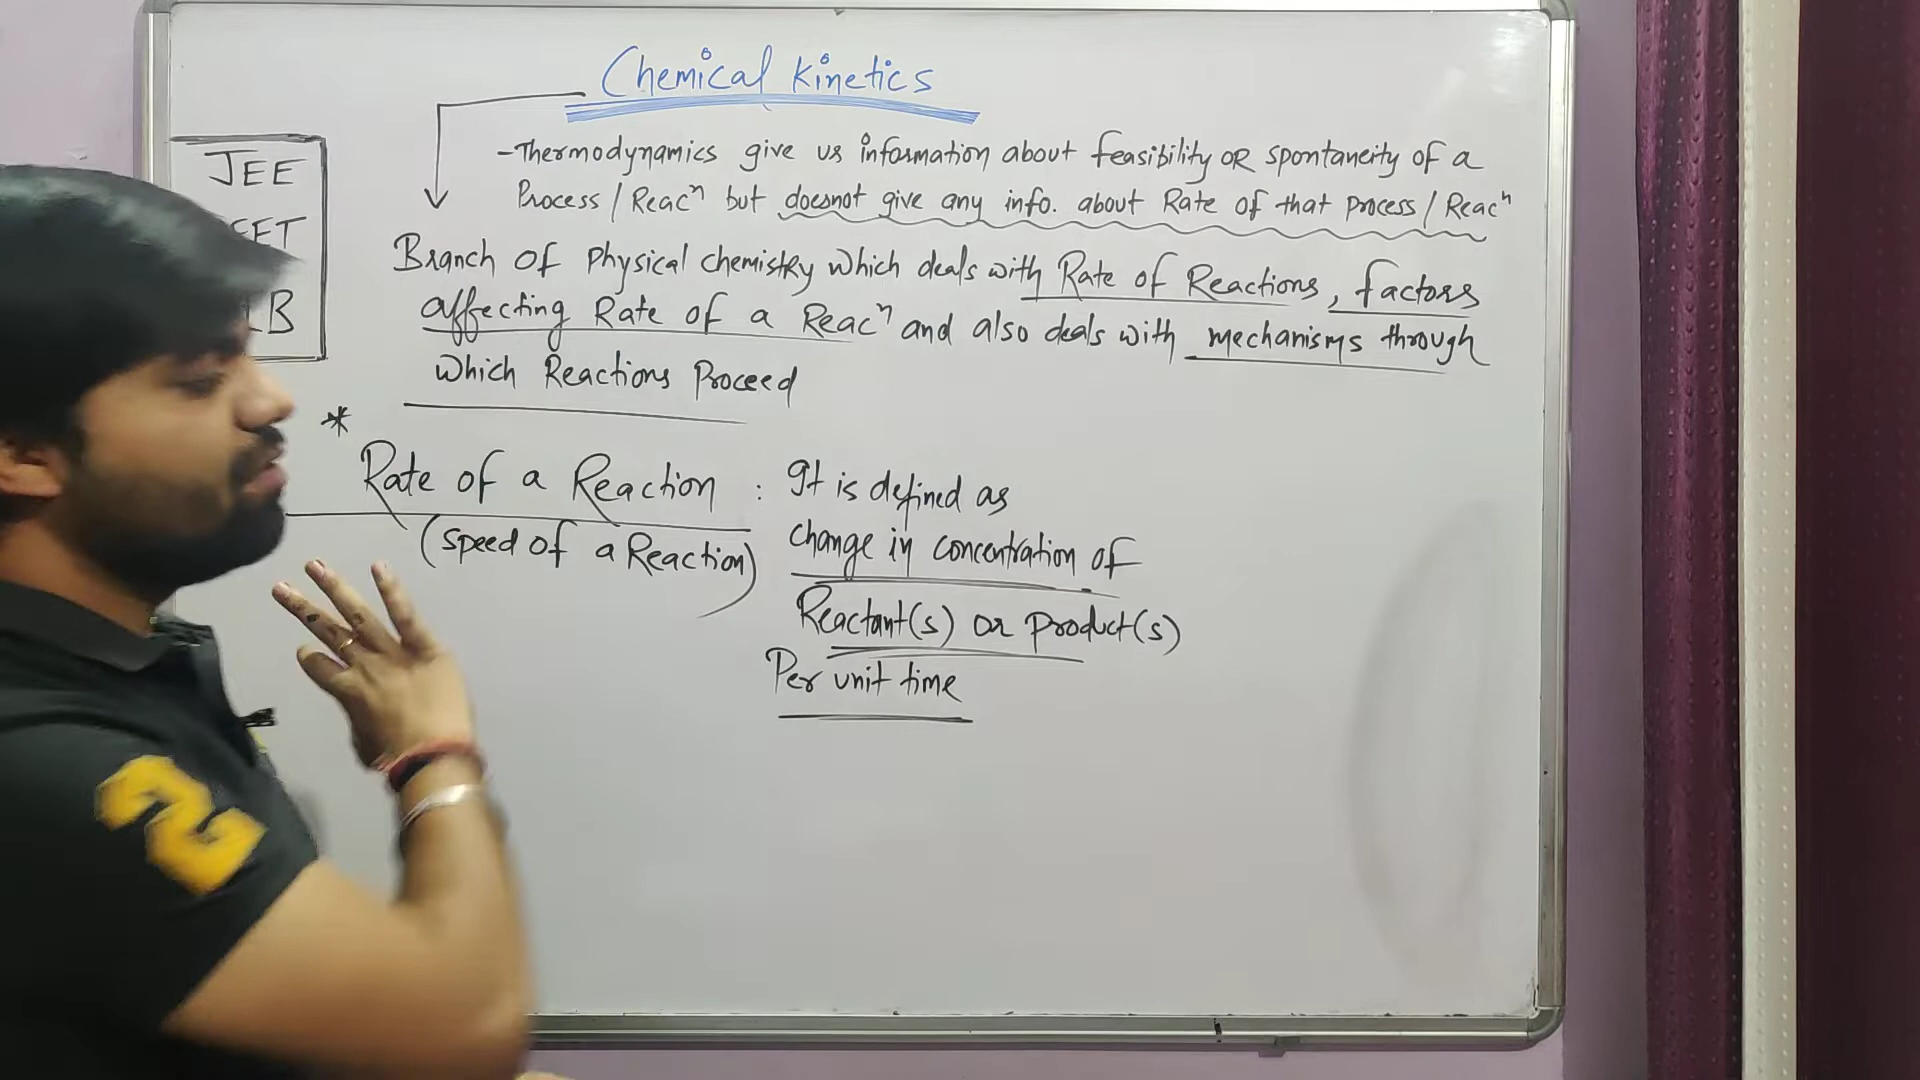 Chemical Kinetics
- Thermodynamics give us information about feasibility OR spontaneity of a
Process / Reacⁿ but doesnot give any info. about Rate of that process / Reacⁿ
JEE
Branch of Physical chemistry which deals with Rate of Reactions, factors
affecting Rate of a Reacⁿ and also deals with mechanisms through
which Reactions Proceed
* Rate of a Reaction : It is defined as
(speed of a Reaction)
change in concentration of
Reactant(s) or product(s)
Per unit time